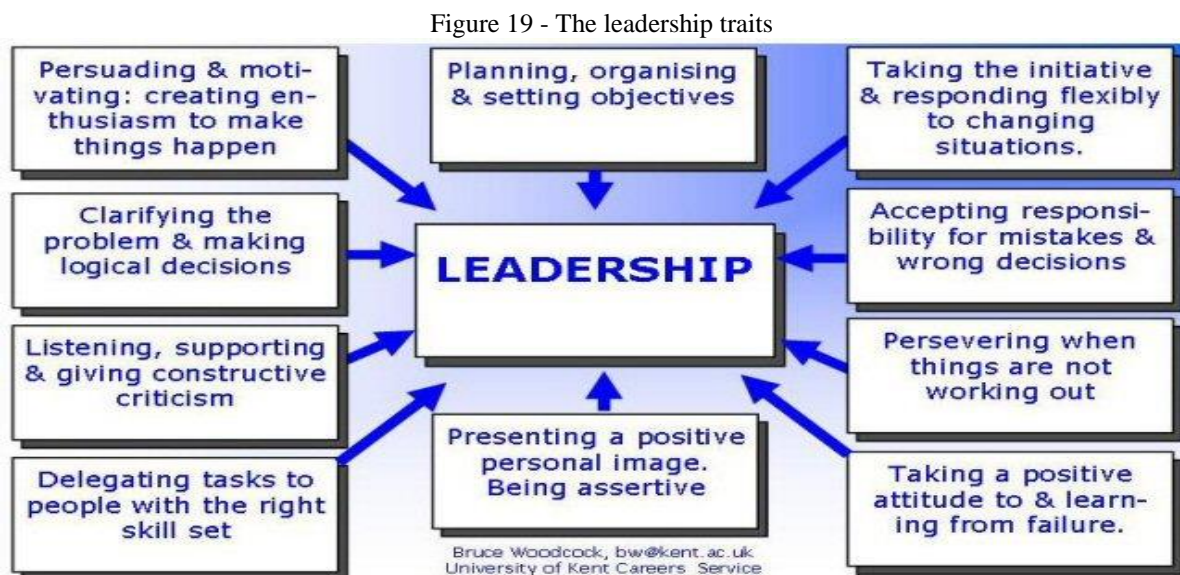 Figure 19 - The leadership traits
Persuading & moti-
vating: creating en-
thusiasm to make
things happen
Planning, organising
& setting objectives
Taking the initiative
& responding flexibly
to changing
situations.
Clarifying the
problem & making
logical decisions
LEADERSHIP
Accepting responsi-
bility for mistakes &
wrong decisions
Listening, supporting
& giving constructive
criticism
Persevering when
things are not
working out
Delegating tasks to
people with the right
skill set
Presenting a positive
personal image.
Being assertive
Taking a positive
attitude to & learn-
ing from failure.
Bruce Woodcock, bw@kent.ac.uk
University of Kent Careers Service